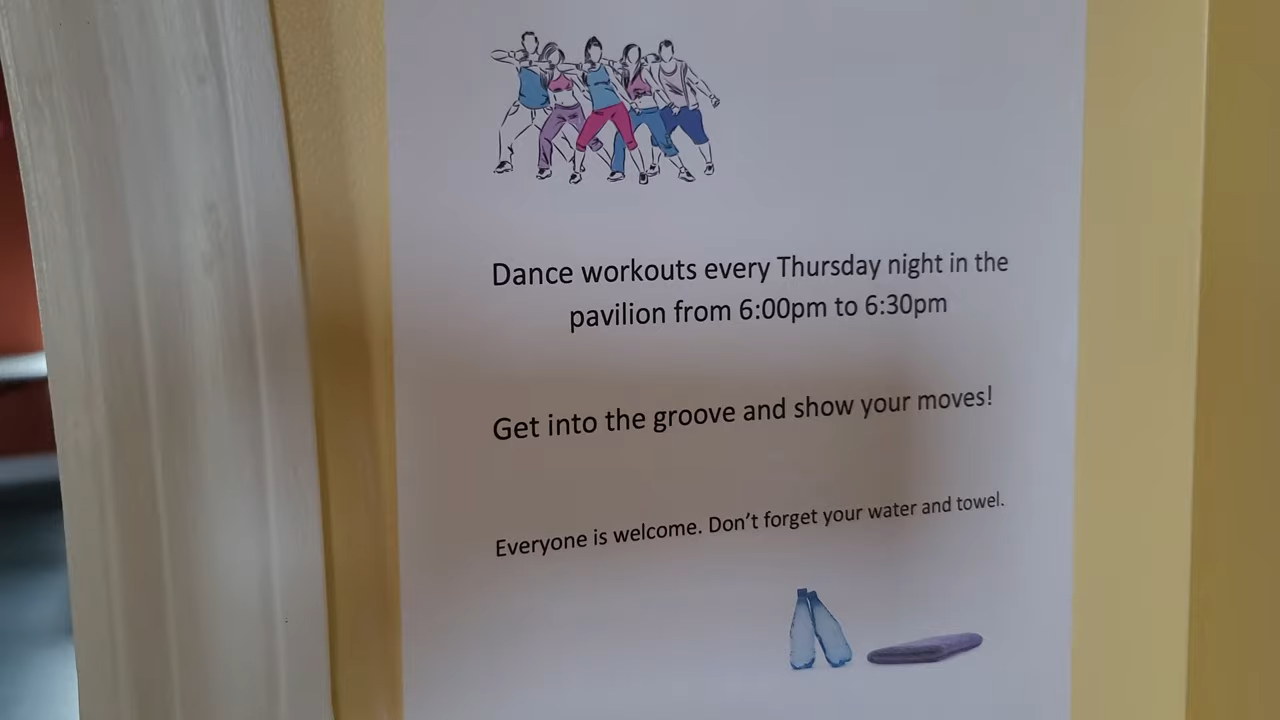 Dance workouts every Thursday night in the
pavilion from 6:00pm to 6:30pm
Get into the groove and show your moves!
Everyone is welcome. Don't forget your water and towel.